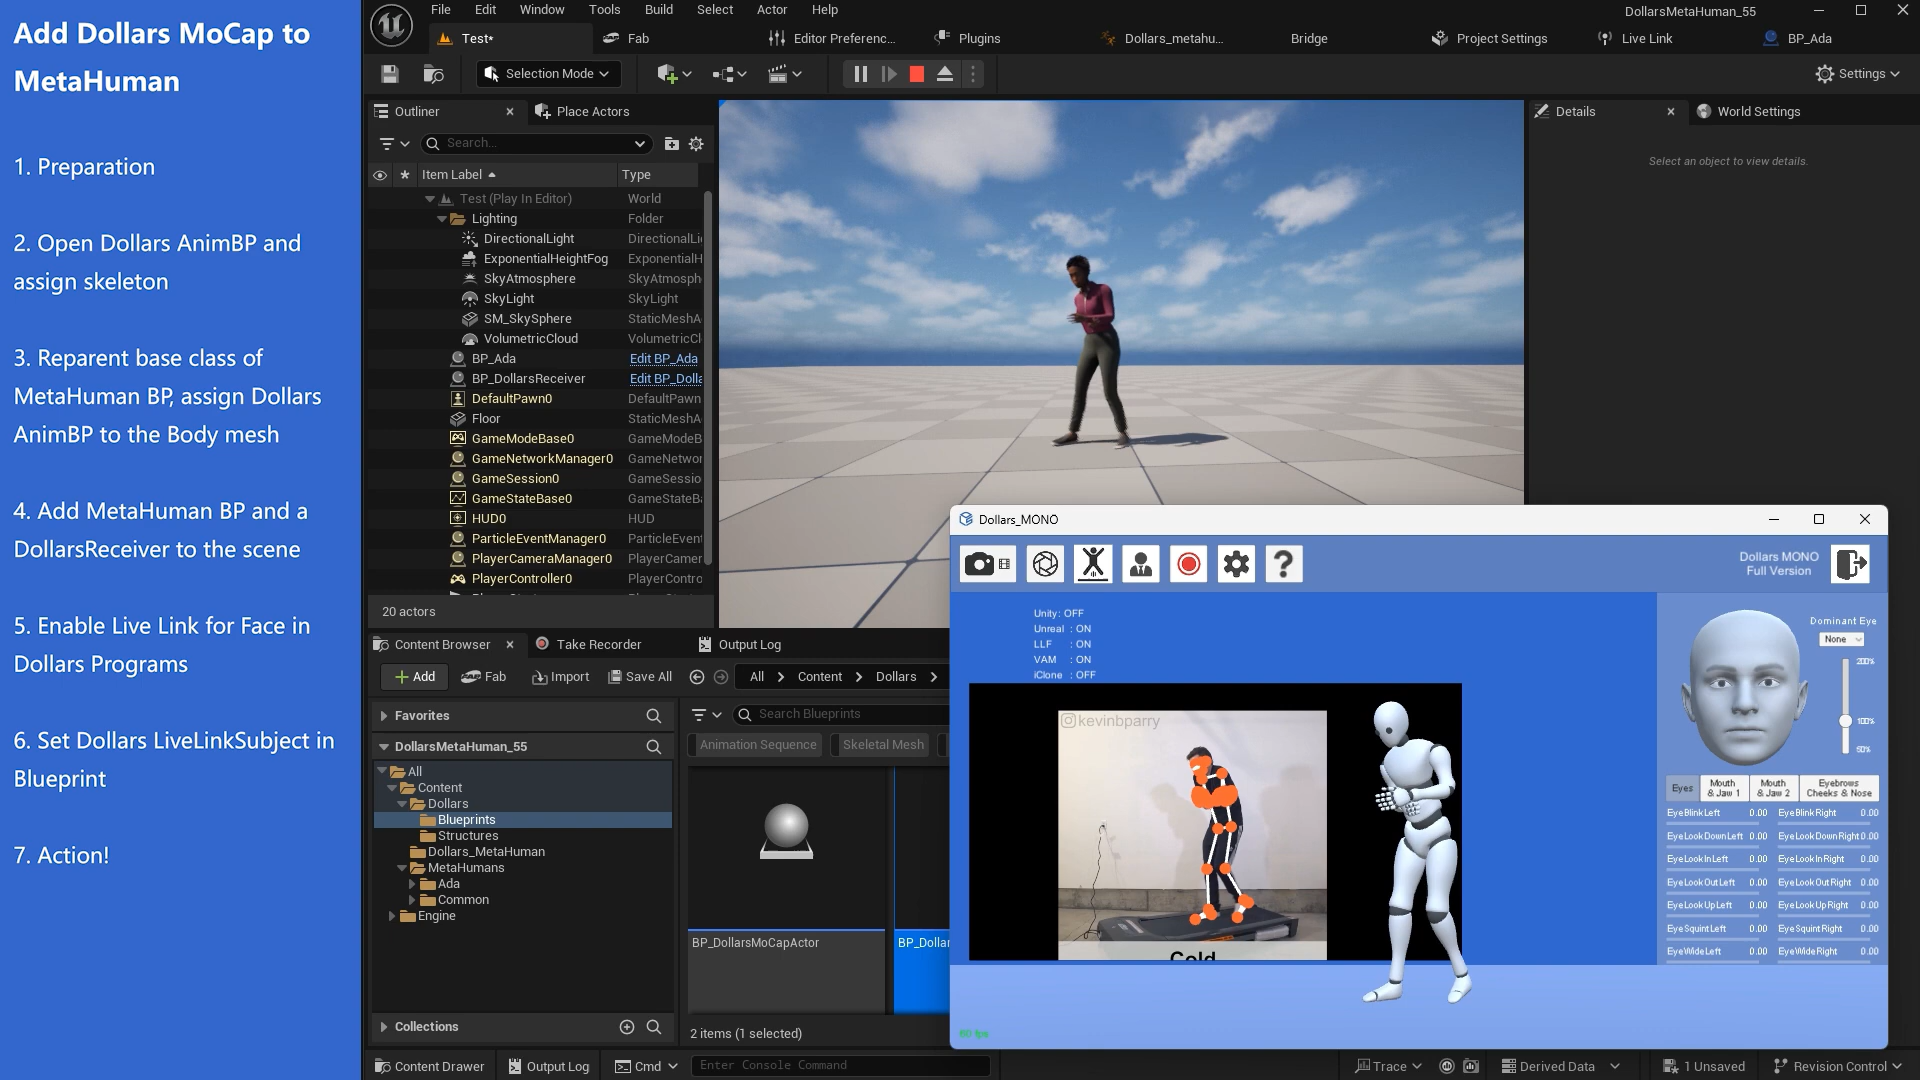 Add Dollars MoCap to
MetaHuman
1. Preparation
2. Open Dollars AnimBP and
assign skeleton
3. Reparent base class of
MetaHuman BP, assign Dollars
AnimBP to the Body mesh
4. Add MetaHuman BP and a
DollarsReceiver to the scene
5. Enable Live Link for Face in
Dollars Programs
6. Set Dollars LiveLinkSubject in
Blueprint
7. Action!
File Edit Window Tools Build Select Actor Help
DollarsMetaHuman_55
Test* Fab Editor Preferenc... Plugins Dollars_metahu... Bridge Project Settings Live Link BP_Ada
Selection Mode
Settings
Outliner Place Actors
Search...
Item Label Type
Test (Play In Editor) World
Lighting Folder
DirectionalLight DirectionalLi
ExponentialHeightFog ExponentialH
SkyAtmosphere SkyAtmosph
SkyLight SkyLight
SM_SkySphere StaticMeshA
VolumetricCloud VolumetricCl
BP_Ada Edit BP_Ada
BP_DollarsReceiver Edit BP_Dolla
DefaultPawn0 DefaultPawn
Floor StaticMeshA
GameModeBase0 GameModeB
GameNetworkManager0 GameNetwor
GameSession0 GameSessio
GameStateBase0 GameStateBa
HUD0 HUD
ParticleEventManager0 ParticleEvent
PlayerCameraManager0 PlayerCamer
PlayerController0 PlayerContro
20 actors
Details World Settings
Select an object to view details.
Content Browser Take Recorder Output Log
Add Fab Import Save All All Content Dollars
Favorites
DollarsMetaHuman_55
All
Content
Dollars
Blueprints
Structures
Dollars_MetaHuman
MetaHumans
Ada
Common
Engine
Collections
Search Blueprints
Animation Sequence Skeletal Mesh
BP_DollarsMoCapActor BP_Dollar
2 items (1 selected)
Dollars_MONO
Dollars MONO
Full Version
Unity: OFF
Unreal : ON
LLF : ON
VAM : ON
iClone : OFF
kevinbparry
Cold
60 fps
Dominant Eye
None
200%
100%
50%
Eyes
Mouth
& Jaw 1
Mouth
& Jaw 2
Eyebrows
Cheeks & Nose
EyeBlinkLeft 0.00 EyeBlinkRight 0.00
EyeLookDownLeft 0.00 EyeLookDownRight 0.00
EyeLookInLeft 0.00 EyeLookInRight 0.00
EyeLookOutLeft 0.00 EyeLookOutRight 0.00
EyeLookUpLeft 0.00 EyeLookUpRight 0.00
EyeSquintLeft 0.00 EyeSquintRight 0.00
EyeWideLeft 0.00 EyeWideRight 0.00
Content Drawer Output Log Cmd Enter Console Command Trace Derived Data 1 Unsaved Revision Control